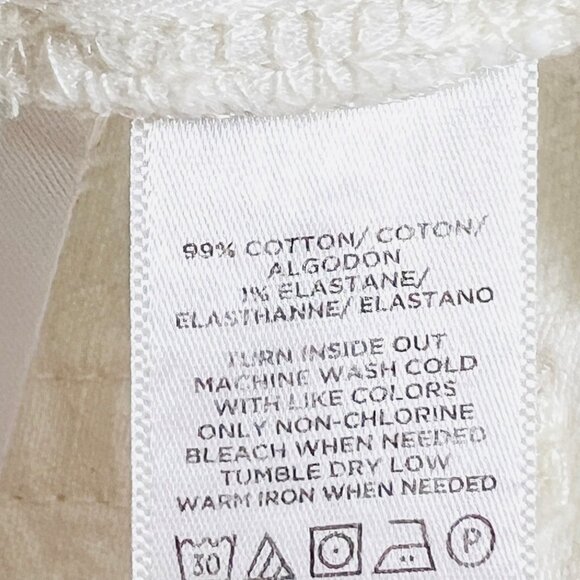 99% COTTON/ COTON/
ALGODON
1% ELASTANE/
ELASTHANNE/ ELASTANO
TURN INSIDE OUT
MACHINE WASH COLD
WITH LIKE COLORS
ONLY NON-CHLORINE
BLEACH WHEN NEEDED
TUMBLE DRY LOW
WARM IRON WHEN NEEDED
30 P